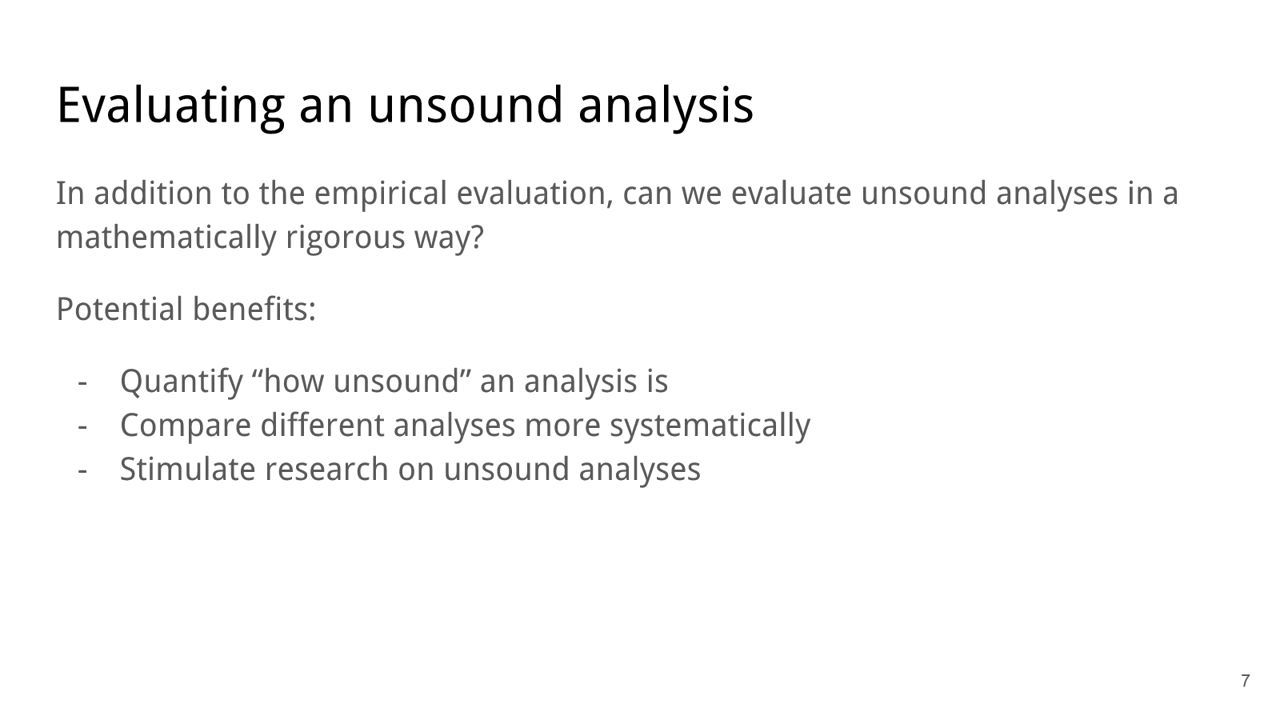 Evaluating an unsound analysis
In addition to the empirical evaluation, can we evaluate unsound analyses in a
mathematically rigorous way?
Potential benefits:
- Quantify “how unsound” an analysis is
- Compare different analyses more systematically
- Stimulate research on unsound analyses
7